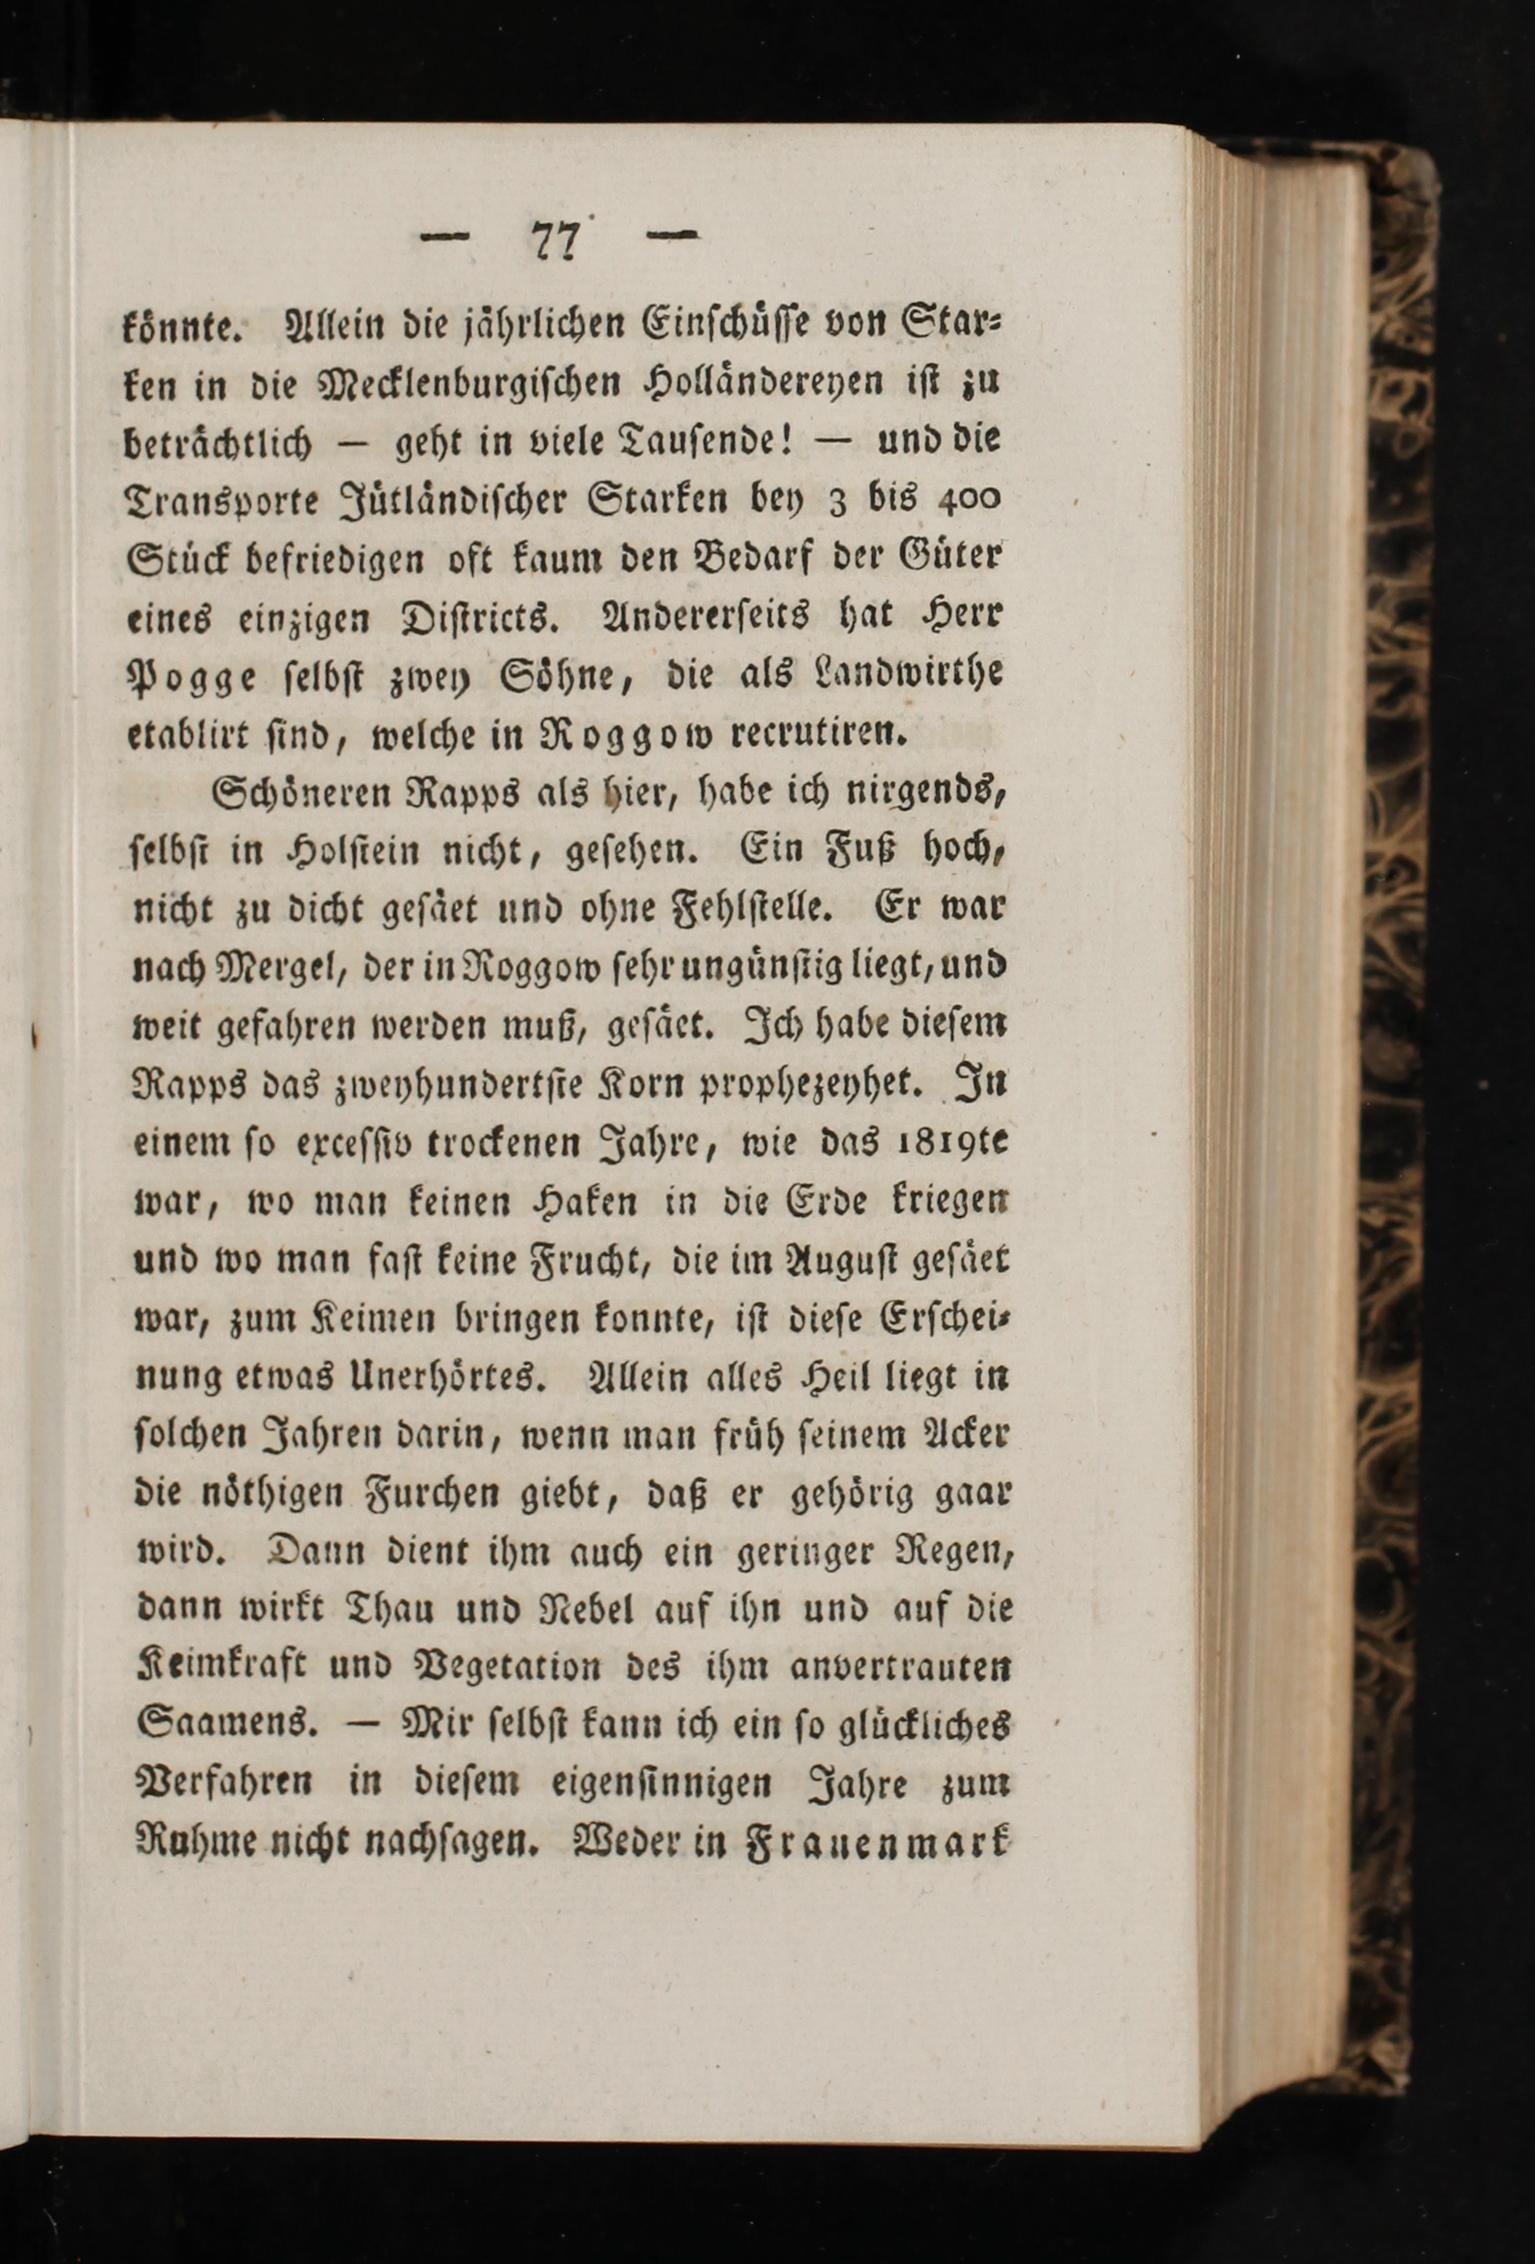 — 77 —
könnte. Allein die jährlichen Einſchüſſe von Star⸗
ken in die Mecklenburgiſchen Holländereyen iſt zu
beträchtlich — geht in viele Tauſende! — und die
Transporte Jütländiſcher Starken bey 3 bis 400
Stück befriedigen oft kaum den Bedarf der Güter
eines einzigen Diſtricts. Andererſeits hat Herr
Pogge ſelbſt zwey Söhne, die als Landwirthe
etablirt ſind, welche in Roggow recrutiren.
Schöneren Rapps als hier, habe ich nirgends,
ſelbſt in Holſtein nicht, geſehen. Ein Fuß hoch,
nicht zu dicht geſäet und ohne Fehlſtelle. Er war
nach Mergel, der in Roggow ſehr ungünſtig liegt, und
weit gefahren werden muß, geſäet. Ich habe dieſem
Rapps das zweyhundertſte Korn prophezeyhet. In
einem ſo exceſſiv trockenen Jahre, wie das 1819te
war, wo man keinen Haken in die Erde kriegen
und wo man faſt keine Frucht, die im Auguſt geſäet
war, zum Keimen bringen konnte, iſt dieſe Erſchei⸗
nung etwas Unerhörtes. Allein alles Heil liegt in
ſolchen Jahren darin, wenn man früh ſeinem Acker
die nöthigen Furchen giebt, daß er gehörig gaar
wird. Dann dient ihm auch ein geringer Regen,
dann wirkt Thau und Nebel auf ihn und auf die
Keimkraft und Vegetation des ihm anvertrauten
Saamens. — Mir ſelbſt kann ich ein ſo glückliches
Verfahren in dieſem eigenſinnigen Jahre zum
Ruhme nicht nachſagen. Weder in Frauenmark